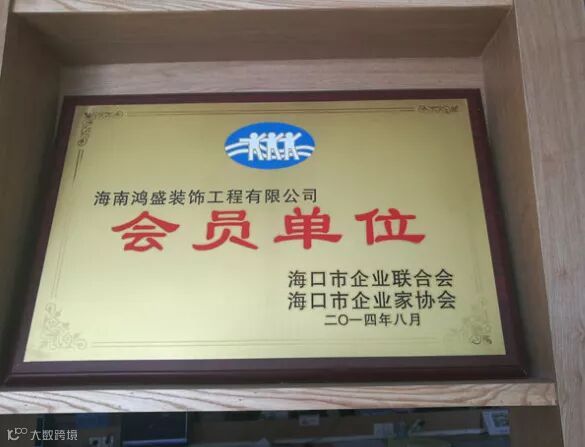 海南鸿盛装饰工程有限公司
会员单位
海口市企业联合会
海口市企业家协会
二〇一四年八月
大数跨境